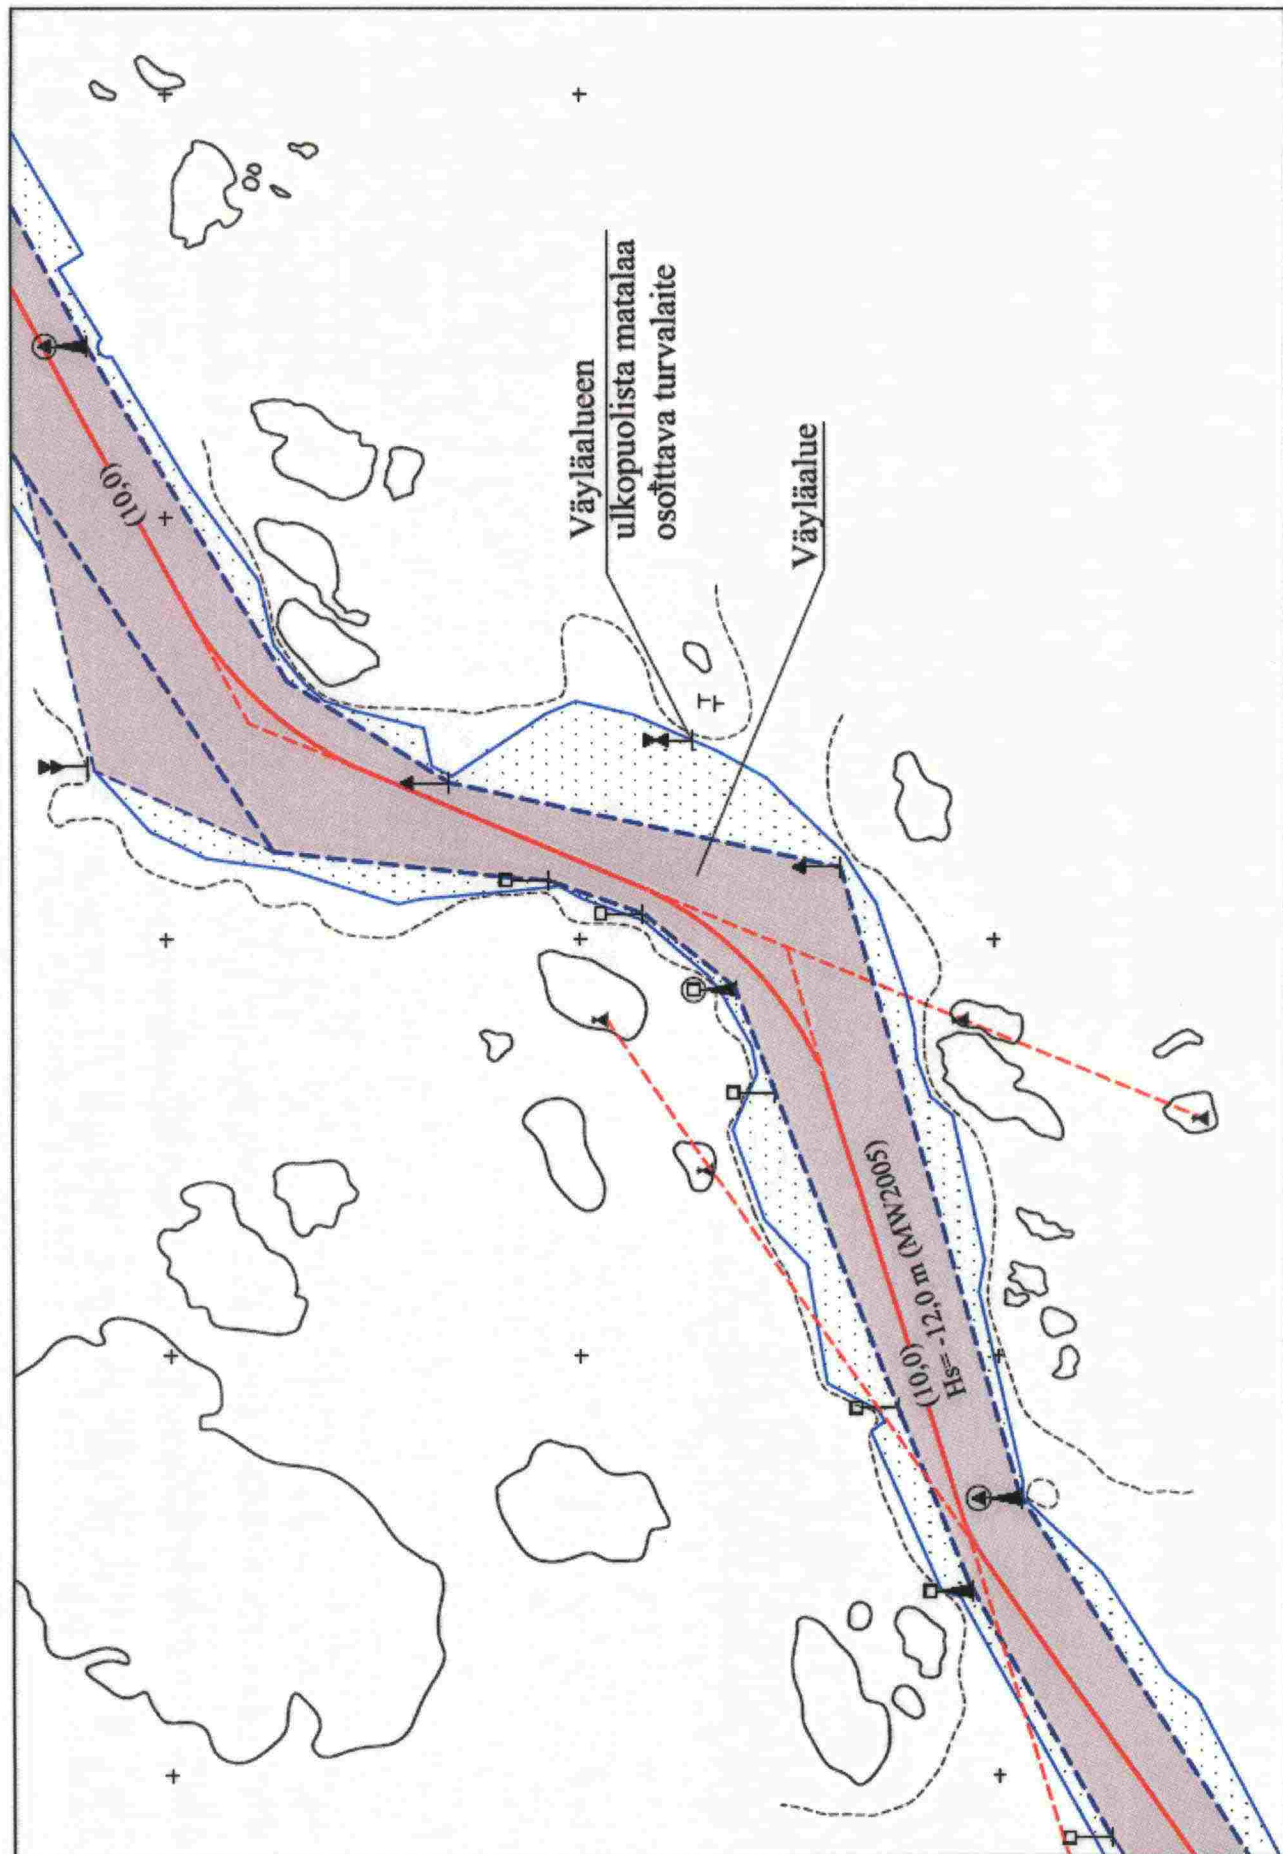 (10,0)
Väyläalueen
ulkopuolista matalaa
osoittava turvalaite
Väyläalue
(10,0)
Hs= -12,0 m (MW2005)